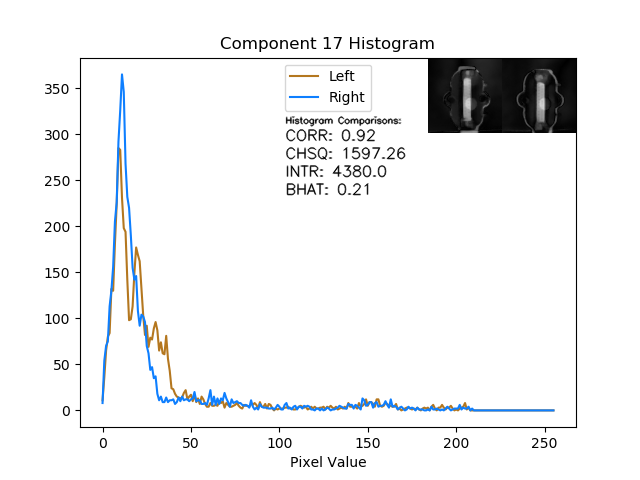 Component 17 Histogram
Left
Right
Histogram Comparisons:
CORR: 0.92
CHSQ: 1597.26
INTR: 4380.0
BHAT: 0.21
350
300
250
200
150
100
50
0
0 50 100 150 200 250
Pixel Value